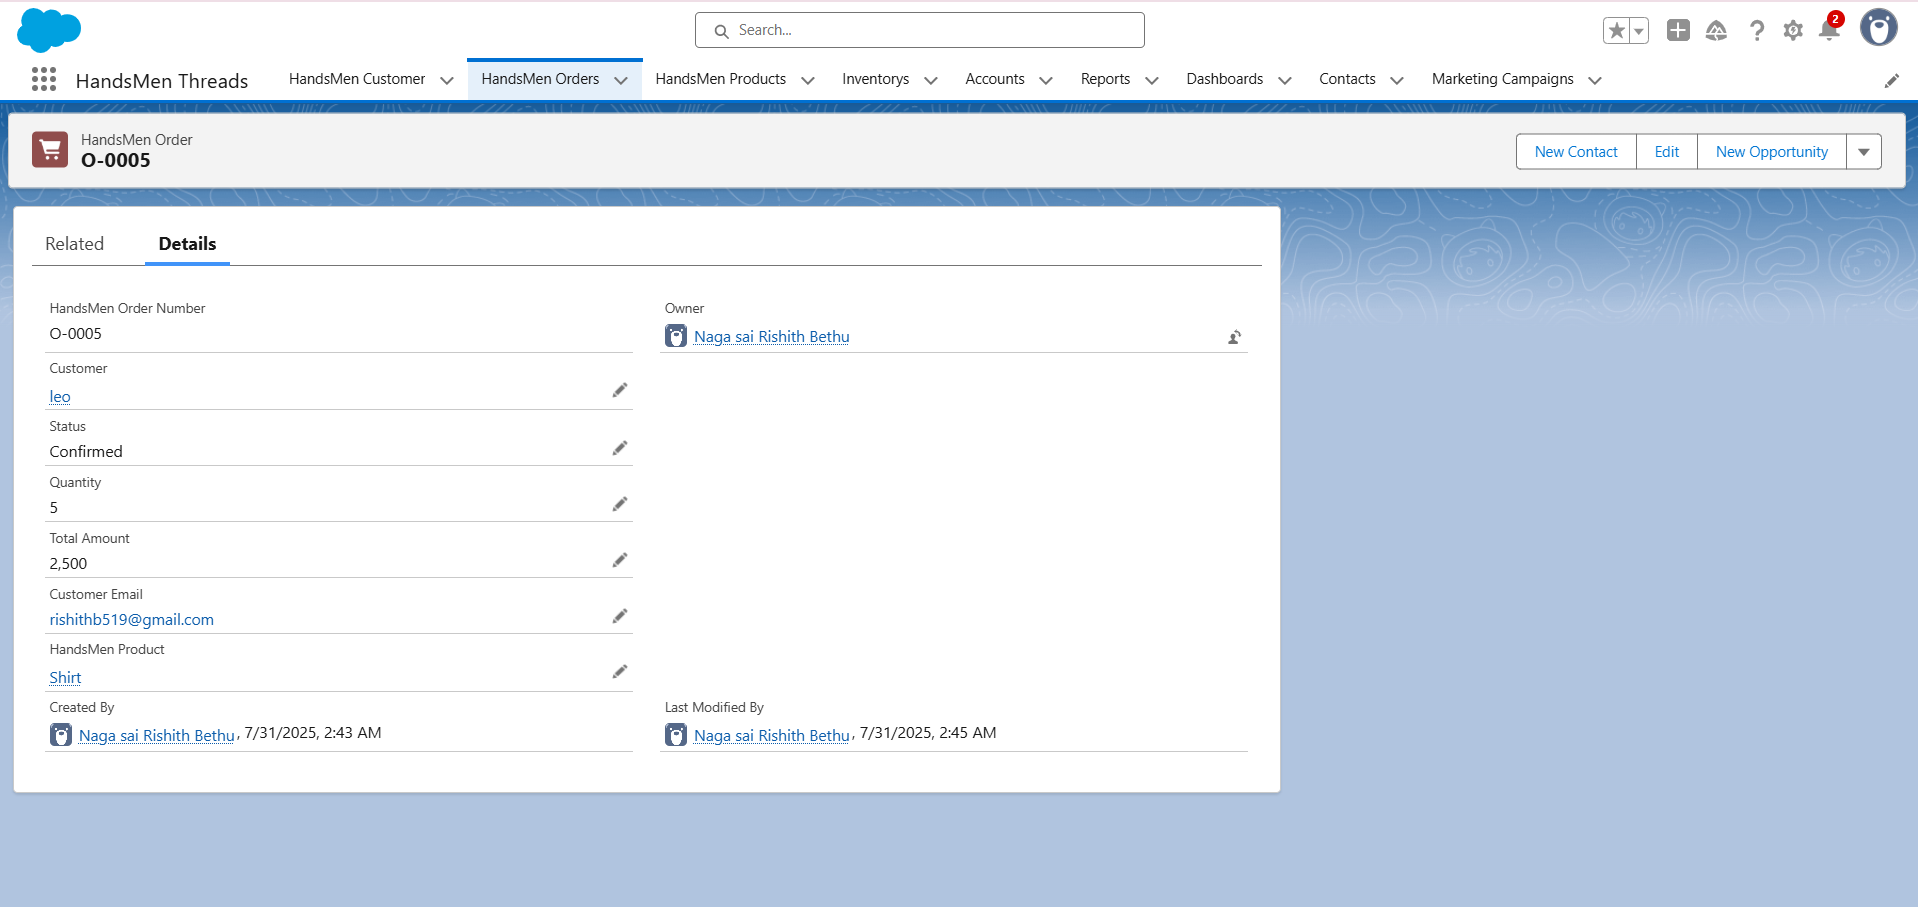 Search...
2
HandsMen Threads
HandsMen Customer
HandsMen Orders
HandsMen Products
Inventorys
Accounts
Reports
Dashboards
Contacts
Marketing Campaigns
HandsMen Order
O-0005
New Contact
Edit
New Opportunity
Related
Details
HandsMen Order Number
O-0005
Owner
Naga sai Rishith Bethu
Customer
leo
Status
Confirmed
Quantity
5
Total Amount
2,500
Customer Email
rishithb519@gmail.com
HandsMen Product
Shirt
Created By
Naga sai Rishith Bethu, 7/31/2025, 2:43 AM
Last Modified By
Naga sai Rishith Bethu, 7/31/2025, 2:45 AM